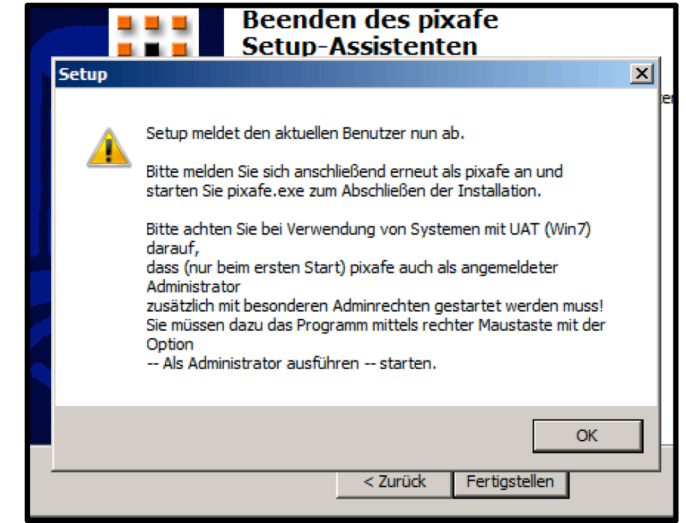 Beenden des pixafe
Setup-Assistenten
Setup
Setup meldet den aktuellen Benutzer nun ab.
Bitte melden Sie sich anschließend erneut als pixafe an und
starten Sie pixafe.exe zum Abschließen der Installation.
Bitte achten Sie bei Verwendung von Systemen mit UAT (Win7)
darauf,
dass (nur beim ersten Start) pixafe auch als angemeldeter
Administrator
zusätzlich mit besonderen Adminrechten gestartet werden muss!
Sie müssen dazu das Programm mittels rechter Maustaste mit der
Option
-- Als Administrator ausführen -- starten.
OK
< Zurück Fertigstellen